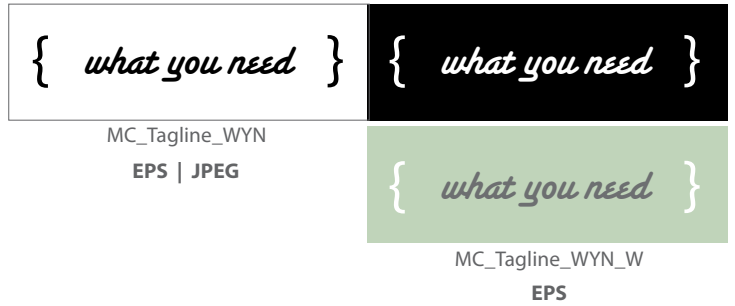 { what you need }
{ what you need }
MC_Tagline_WYN
EPS | JPEG
{ what you need }
MC_Tagline_WYN_W
EPS